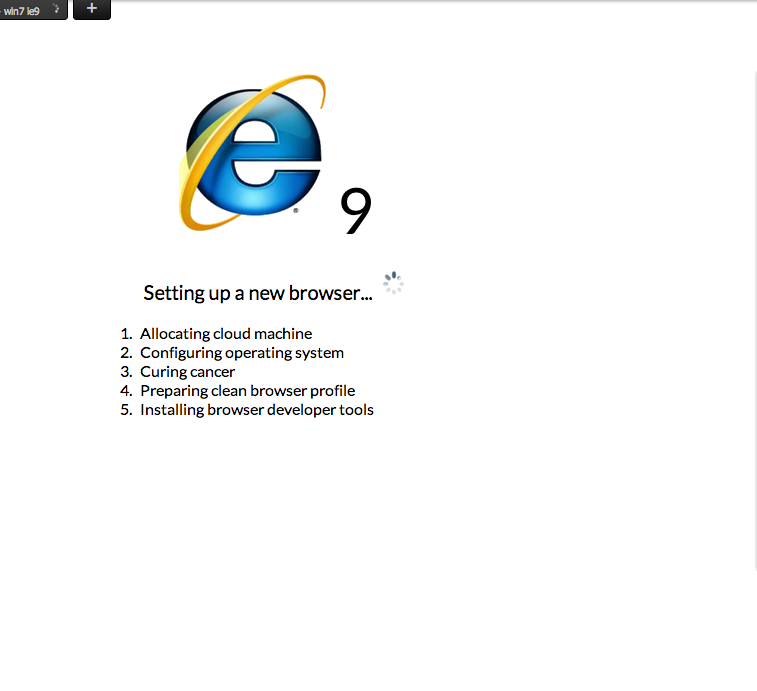 win7 ie9
+
e
9
Setting up a new browser...
1. Allocating cloud machine
2. Configuring operating system
3. Curing cancer
4. Preparing clean browser profile
5. Installing browser developer tools